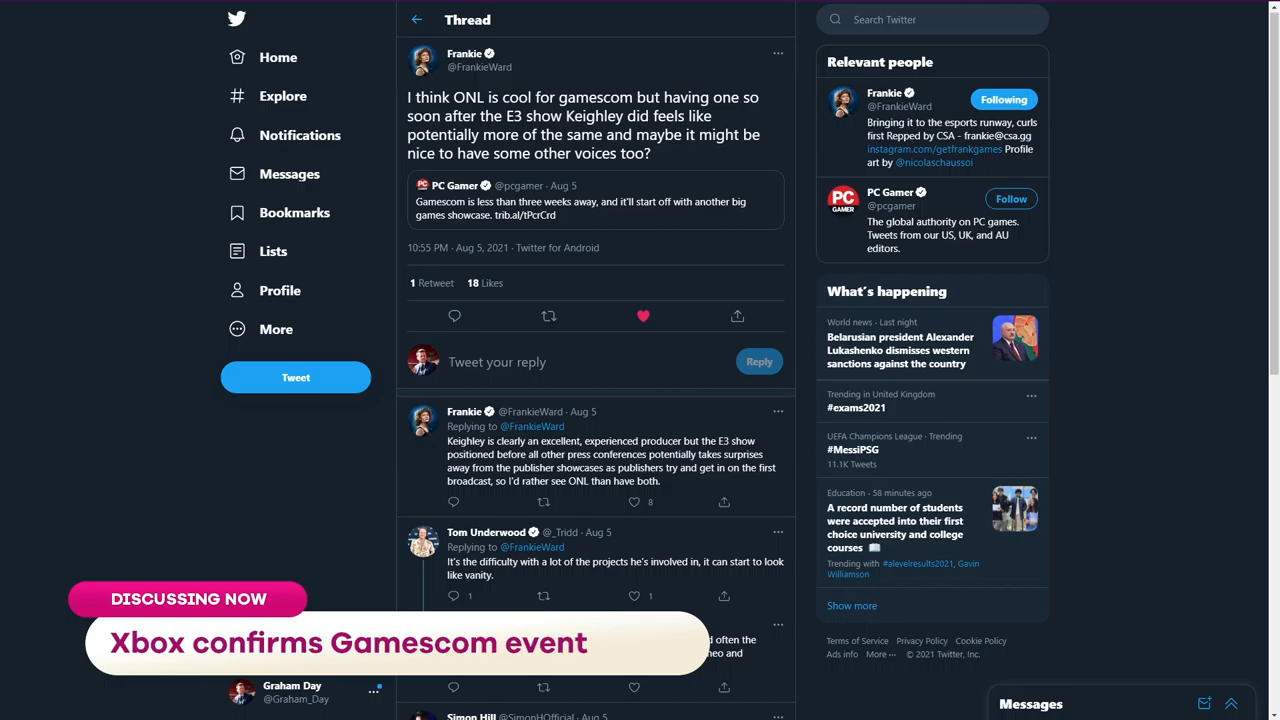 Home
Explore
Notifications
Messages
Bookmarks
Lists
Profile
More
Tweet
Thread
Frankie
@FrankieWard
I think ONL is cool for gamescom but having one so
soon after the E3 show Keighley did feels like
potentially more of the same and maybe it might be
nice to have some other voices too?
PC Gamer @pcgamer · Aug 5
Gamescom is less than three weeks away, and it'll start off with another big
games showcase. trib.al/tPcrCrd
10:55 PM · Aug 5, 2021 · Twitter for Android
1 Retweet 18 Likes
Tweet your reply
Reply
Frankie @FrankieWard · Aug 5
Replying to @FrankieWard
Keighley is clearly an excellent, experienced producer but the E3 show
positioned before all other press conferences potentially takes surprises
away from the publisher showcases as publishers try and get in on the first
broadcast, so I'd rather see ONL than have both.
8
Tom Underwood @_Tridd · Aug 5
Replying to @FrankieWard
It's the difficulty with a lot of the projects he's involved in, it can start to look
like vanity.
1 1
often the
and
Simon Hill @SimonHOfficial · Aug 5
DISCUSSING NOW
Xbox confirms Gamescom event
Graham Day
@Graham_Day
Search Twitter
Relevant people
Frankie
@FrankieWard
Following
Bringing it to the esports runway, curls
first Repped by CSA - frankie@csa.gg
instagram.com/getfrankgames Profile
art by @nicolaschaussoi
PC GAMER
PC Gamer
@pcgamer
Follow
The global authority on PC games.
Tweets from our US, UK, and AU
editors.
What's happening
World news · Last night
Belarusian president Alexander
Lukashenko dismisses western
sanctions against the country
Trending in United Kingdom
#exams2021
UEFA Champions League · Trending
#MessiPSG
11.1K Tweets
Education · 58 minutes ago
A record number of students
were accepted into their first
choice university and college
courses
Trending with #alevelresults2021, Gavin
Williamson
Show more
Terms of Service Privacy Policy Cookie Policy
Ads info More ··· © 2021 Twitter, Inc.
Messages